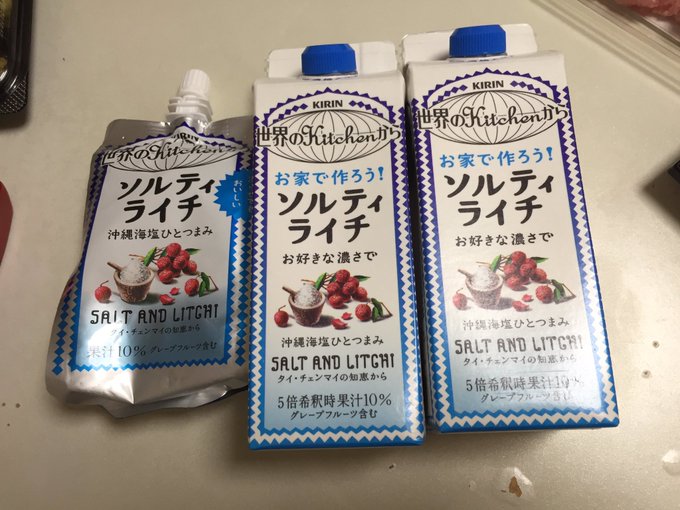 KIRIN
世界のKitchenから
ソルティ
ライチ
おいしい
沖縄海塩ひとつまみ
SALT AND LITCHI
タイ・チェンマイの知恵から
果汁10% グレープフルーツ含む
KIRIN
世界のKitchenから
お家で作ろう!
ソルティ
ライチ
お好きな濃さで
沖縄海塩ひとつまみ
SALT AND LITCHI
タイ・チェンマイの知恵から
5倍希釈時果汁10%
グレープフルーツ含む
KIRIN
世界のKitchenから
お家で作ろう!
ソルティ
ライチ
お好きな濃さで
沖縄海塩ひとつまみ
SALT AND LITCHI
タイ・チェンマイの知恵から
5倍希釈時果汁10%
グレープフルーツ含む